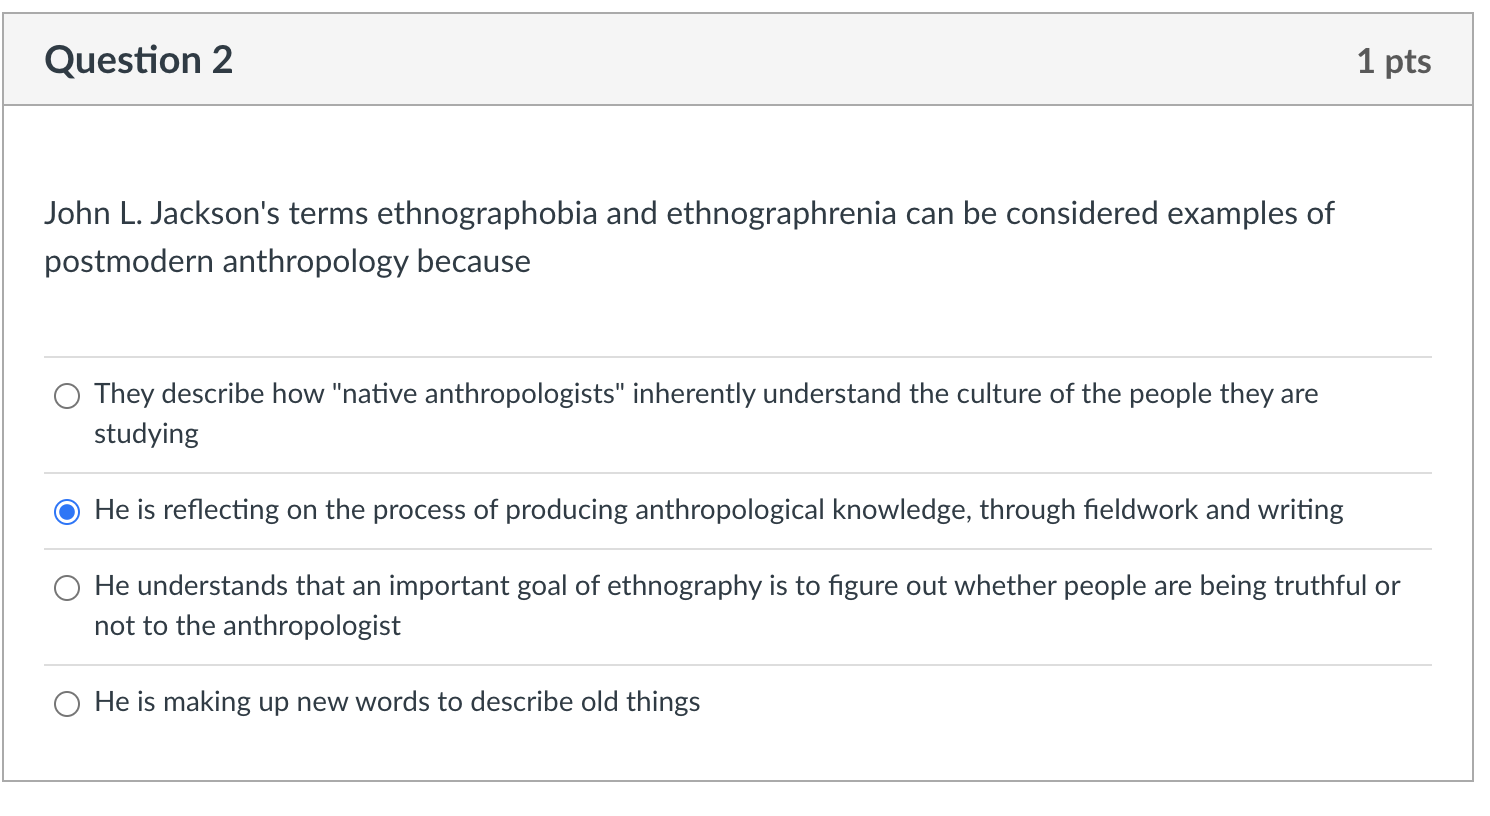 Question 2
1 pts
John L. Jackson's terms ethnographobia and ethnographrenia can be considered examples of
postmodern anthropology because
They describe how "native anthropologists" inherently understand the culture of the people they are
studying
He is reflecting on the process of producing anthropological knowledge, through fieldwork and writing
He understands that an important goal of ethnography is to figure out whether people are being truthful or
not to the anthropologist
He is making up new words to describe old things